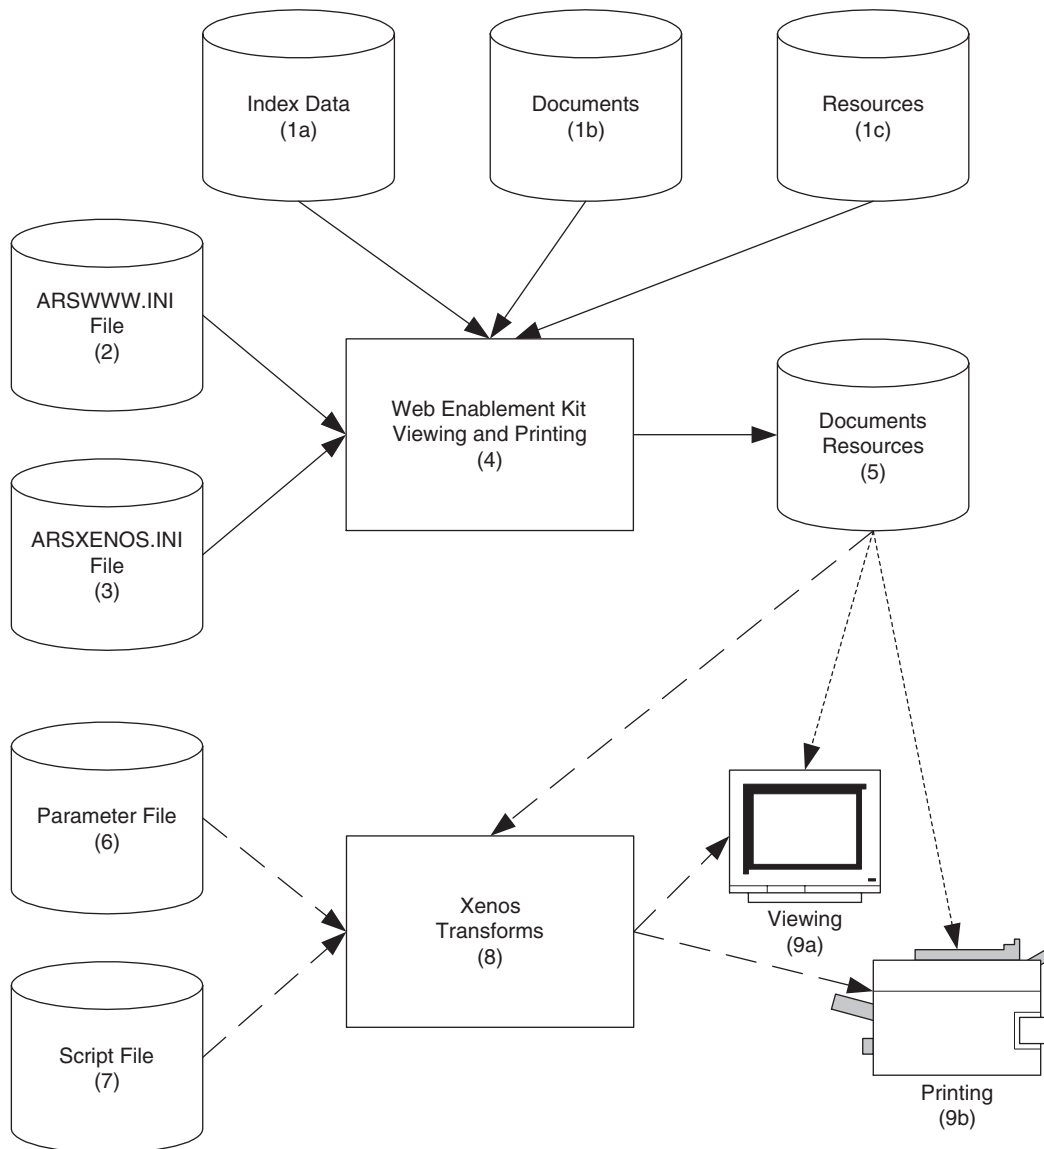 Index Data
(1a)
Documents
(1b)
Resources
(1c)
ARSWWW.INI
File
(2)
ARSXENOS.INI
File
(3)
Web Enablement Kit
Viewing and Printing
(4)
Documents
Resources
(5)
Parameter File
(6)
Script File
(7)
Xenos
Transforms
(8)
Viewing
(9a)
Printing
(9b)